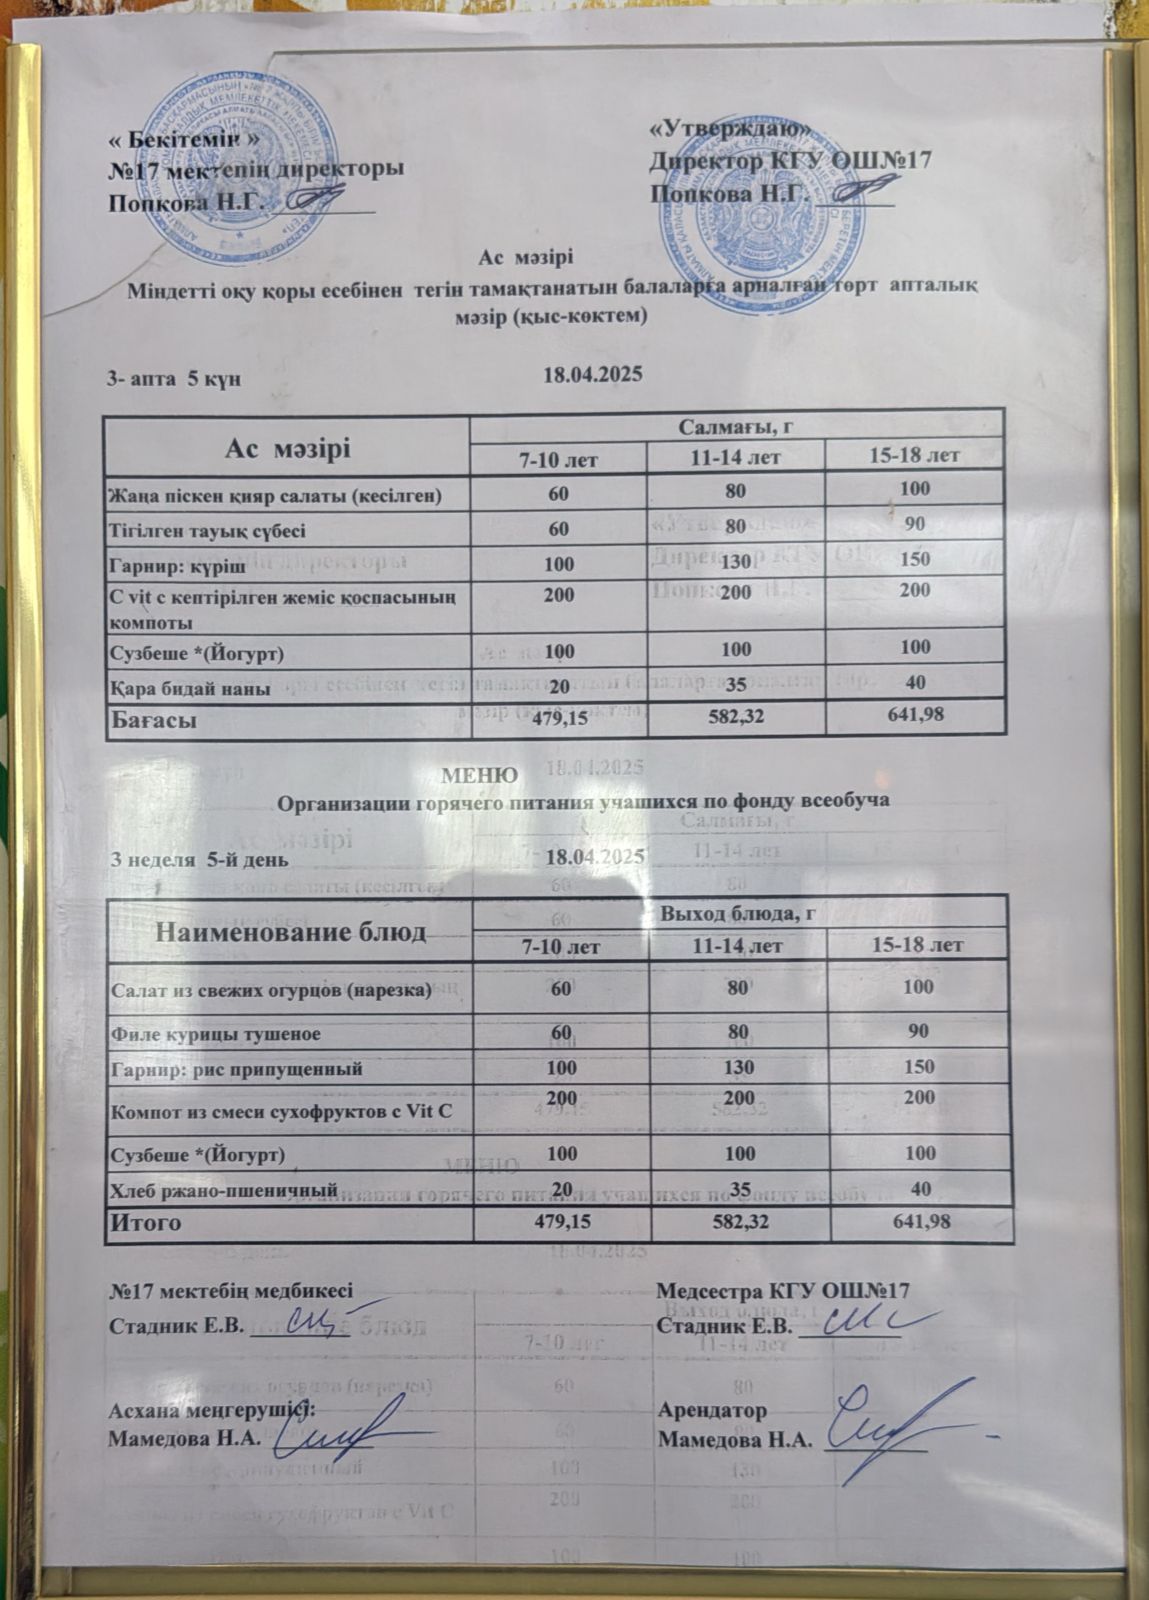 « Бекітемін »
№17 мектепің директоры
Попкова Н.Г. ________
«Утверждаю»
Директор КГУ ОШ№17
Попкова Н.Г. ______
Ас мәзірі
Міндетті оқу қоры есебінен тегін тамақтанатын балаларға арналған төрт апталық
мәзір (қыс-көктем)
3- апта 5 күн 18.04.2025
Ас мәзірі Салмағы, г
7-10 лет 11-14 лет 15-18 лет
Жаңа піскен қияр салаты (кесілген) 60 80 100
Тігілген тауық сүбесі 60 80 90
Гарнир: күріш 100 130 150
С vit с кептірілген жеміс қоспасының 200 200 200
компоты
Сузбеше *(Йогурт) 100 100 100
Қара бидай наны 20 35 40
Бағасы 479,15 582,32 641,98
МЕНЮ
Организации горячего питания учашихся по фонду всеобуча
3 неделя 5-й день 18.04.2025
Наименование блюд Выход блюда, г
7-10 лет 11-14 лет 15-18 лет
Салат из свежих огурцов (нарезка) 60 80 100
Филе курицы тушеное 60 80 90
Гарнир: рис припущенный 100 130 150
Компот из смеси сухофруктов с Vit C 200 200 200
Сузбеше *(Йогурт) 100 100 100
Хлеб ржано-пшеничный 20 35 40
Итого 479,15 582,32 641,98
№17 мектебің медбикесі
Стадник Е.В. ________
Медсестра КГУ ОШ№17
Стадник Е.В. ________
Асхана меңгерушісі:
Мамедова Н.А. ________
Арендатор
Мамедова Н.А. ________